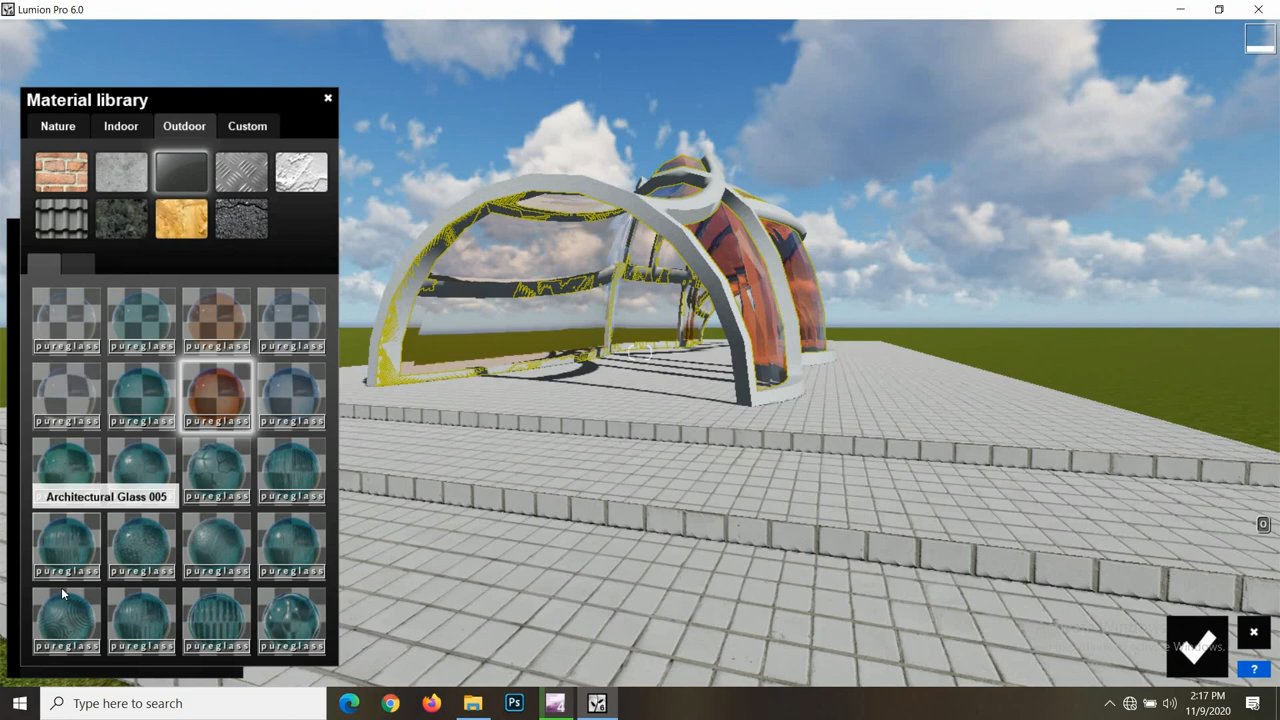 Lumion Pro 6.0
Material library
Nature Indoor Outdoor Custom
pureglass pureglass pureglass pureglass
pureglass pureglass pureglass pureglass
pureglass pureglass pureglass
Architectural Glass 005
pureglass pureglass pureglass pureglass
pureglass pureglass pureglass pureglass
?
Type here to search
Ps
4
2:17 PM
11/9/2020